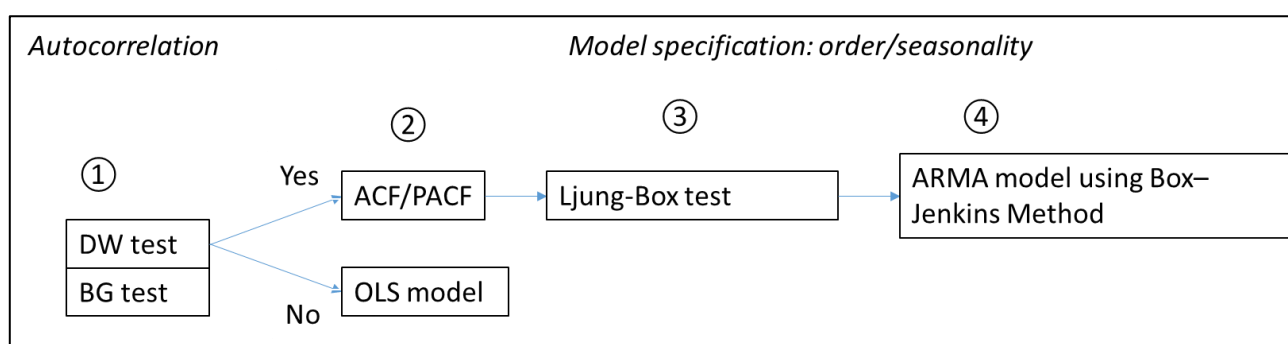 Autocorrelation
Model specification: order/seasonality
①
②
③
④
Yes
ACF/PACF
Ljung-Box test
ARMA model using Box–
Jenkins Method
DW test
BG test
No
OLS model